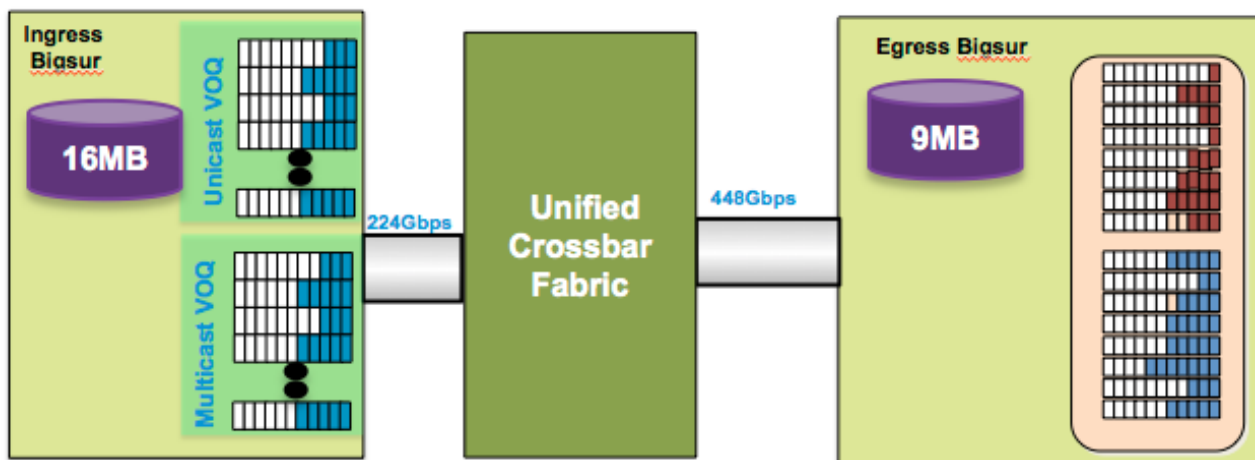 Ingress
Bigsur
16MB
Unicast VOQ
Multicast VOQ
224Gbps
Unified
Crossbar
Fabric
448Gbps
Egress Bigsur
9MB